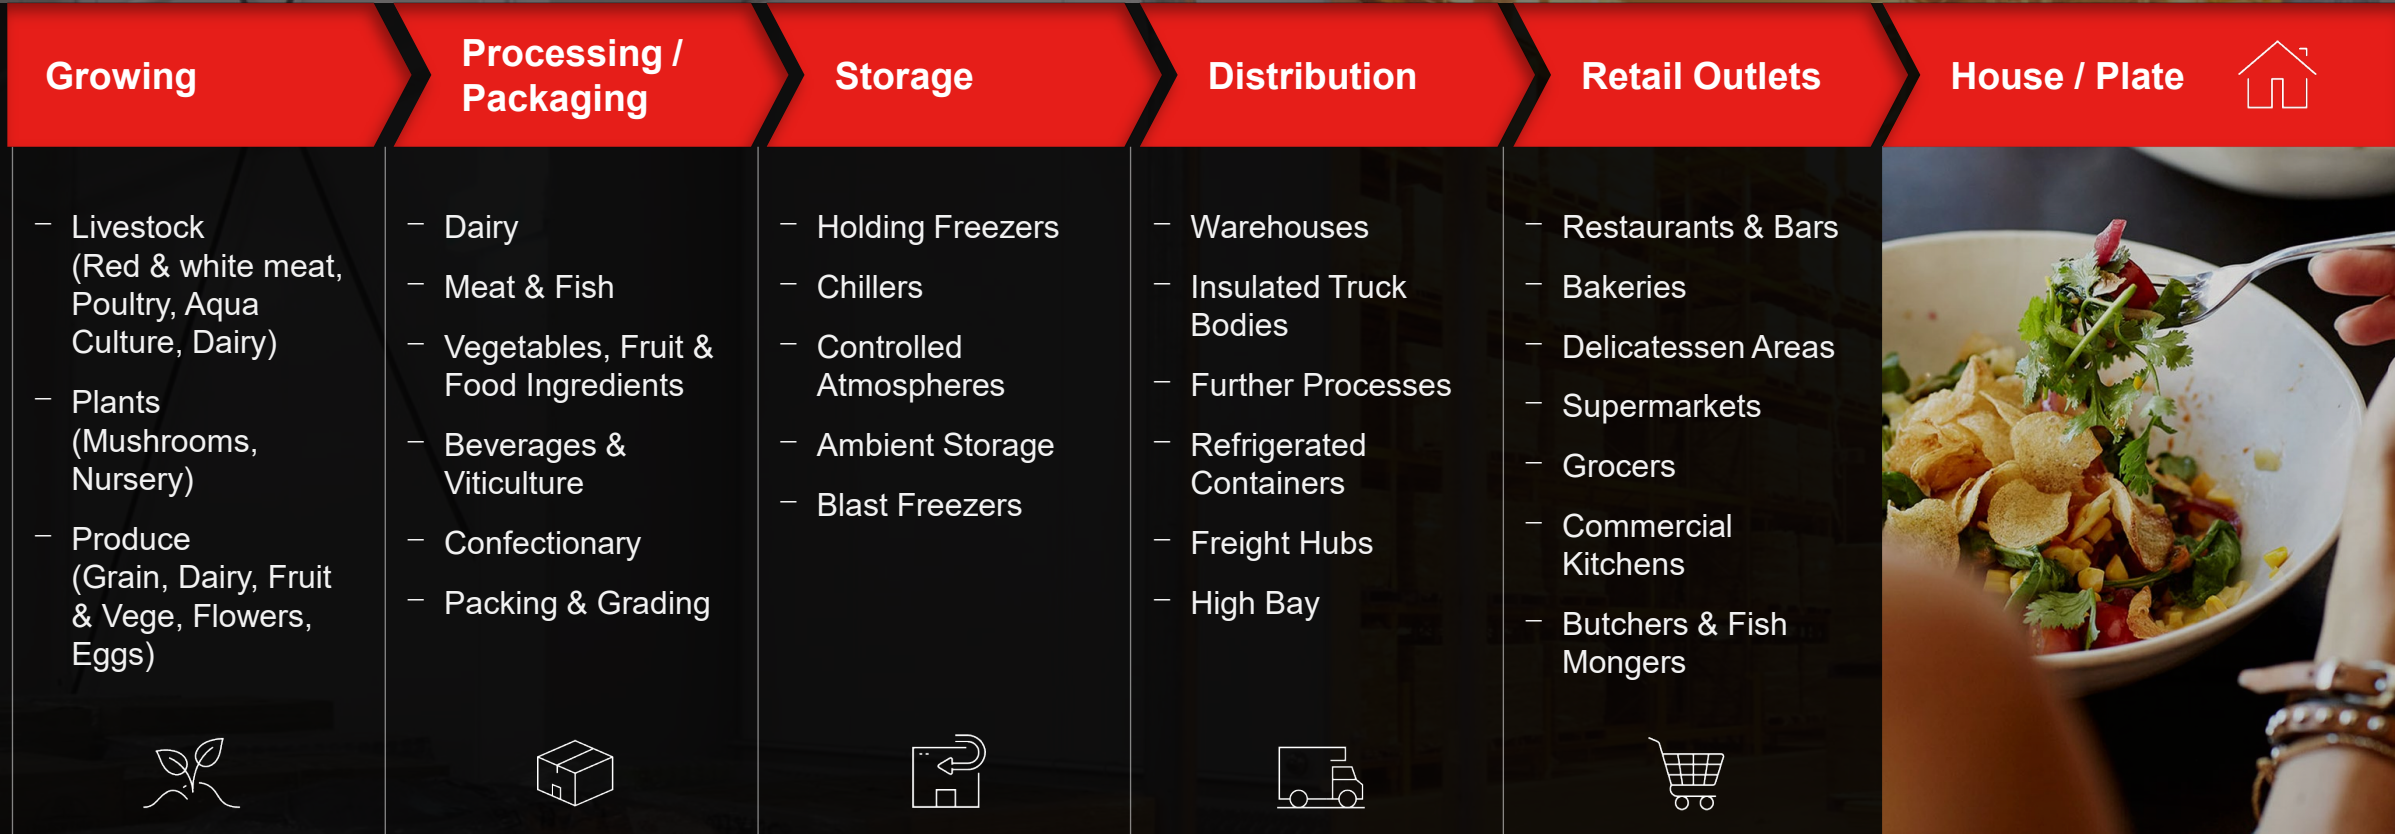 Growing
Processing /
Packaging
Storage
Distribution
Retail Outlets
House / Plate
– Livestock
(Red & white meat,
Poultry, Aqua
Culture, Dairy)
– Plants
(Mushrooms,
Nursery)
– Produce
(Grain, Dairy, Fruit
& Vege, Flowers,
Eggs)
– Dairy
– Meat & Fish
– Vegetables, Fruit &
Food Ingredients
– Beverages &
Viticulture
– Confectionary
– Packing & Grading
– Holding Freezers
– Chillers
– Controlled
Atmospheres
– Ambient Storage
– Blast Freezers
– Warehouses
– Insulated Truck
Bodies
– Further Processes
– Refrigerated
Containers
– Freight Hubs
– High Bay
– Restaurants & Bars
– Bakeries
– Delicatessen Areas
– Supermarkets
– Grocers
– Commercial
Kitchens
– Butchers & Fish
Mongers